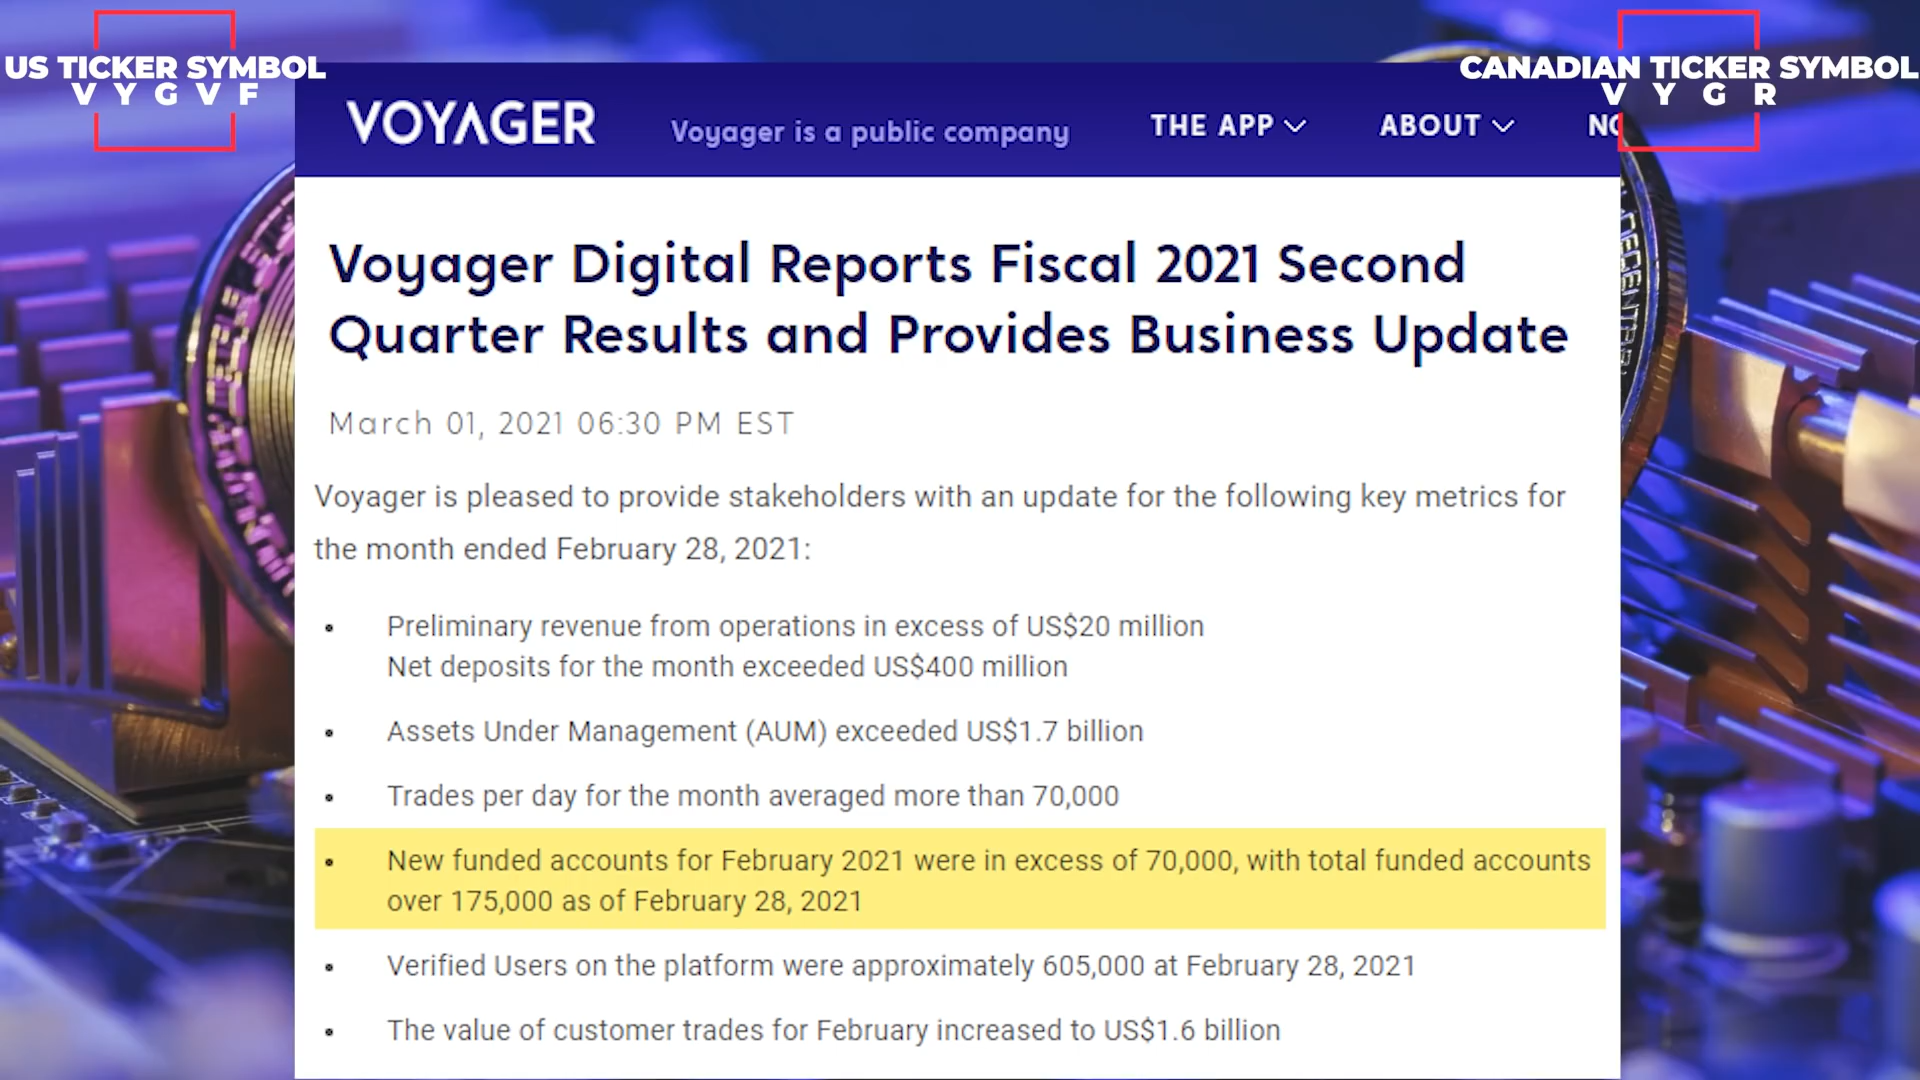 US TICKER SYMBOL
VYGVF
CANADIAN TICKER SYMBOL
VYGR
VOYAGER
Voyager is a public company
THE APP
ABOUT
Voyager Digital Reports Fiscal 2021 Second
Quarter Results and Provides Business Update
March 01, 2021 06:30 PM EST
Voyager is pleased to provide stakeholders with an update for the following key metrics for
the month ended February 28, 2021:
• Preliminary revenue from operations in excess of US$20 million
Net deposits for the month exceeded US$400 million
• Assets Under Management (AUM) exceeded US$1.7 billion
• Trades per day for the month averaged more than 70,000
• New funded accounts for February 2021 were in excess of 70,000, with total funded accounts
over 175,000 as of February 28, 2021
• Verified Users on the platform were approximately 605,000 at February 28, 2021
• The value of customer trades for February increased to US$1.6 billion